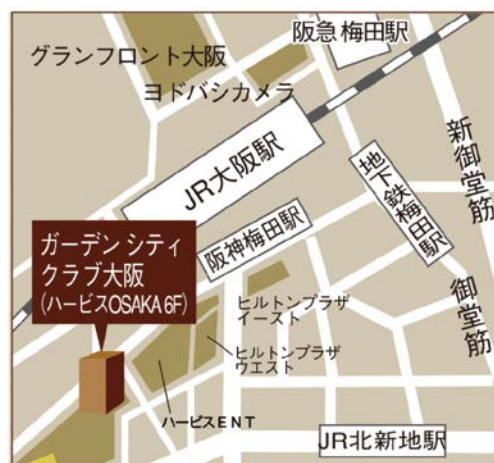 阪急 梅田駅
グランフロント大阪
ヨドバシカメラ
JR大阪駅
新御堂筋
地下鉄梅田駅
阪神梅田駅
ガーデン シティ
クラブ大阪
(ハービスOSAKA 6F)
御堂筋
ヒルトンプラザ
イースト
ヒルトンプラザ
ウエスト
ハービスENT
JR北新地駅